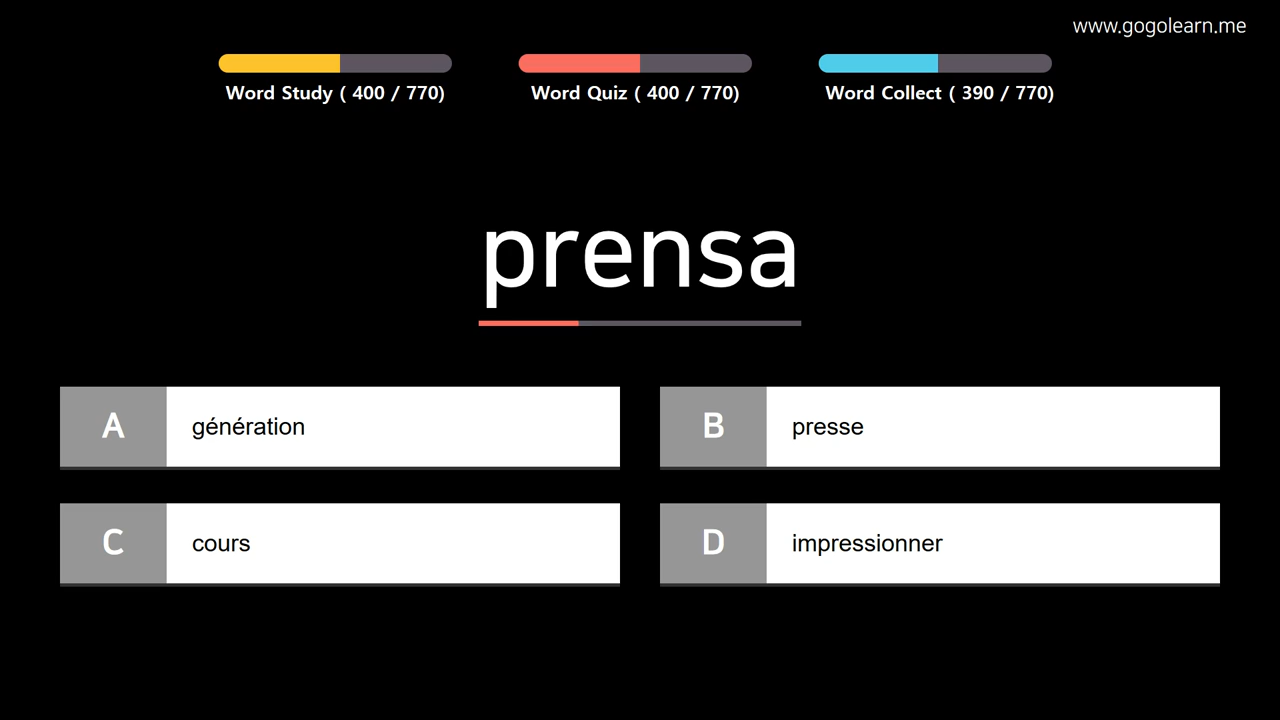 www.gogolearn.me
Word Study ( 400 / 770)
Word Quiz ( 400 / 770)
Word Collect ( 390 / 770)
prensa
A génération
B presse
C cours
D impressionner